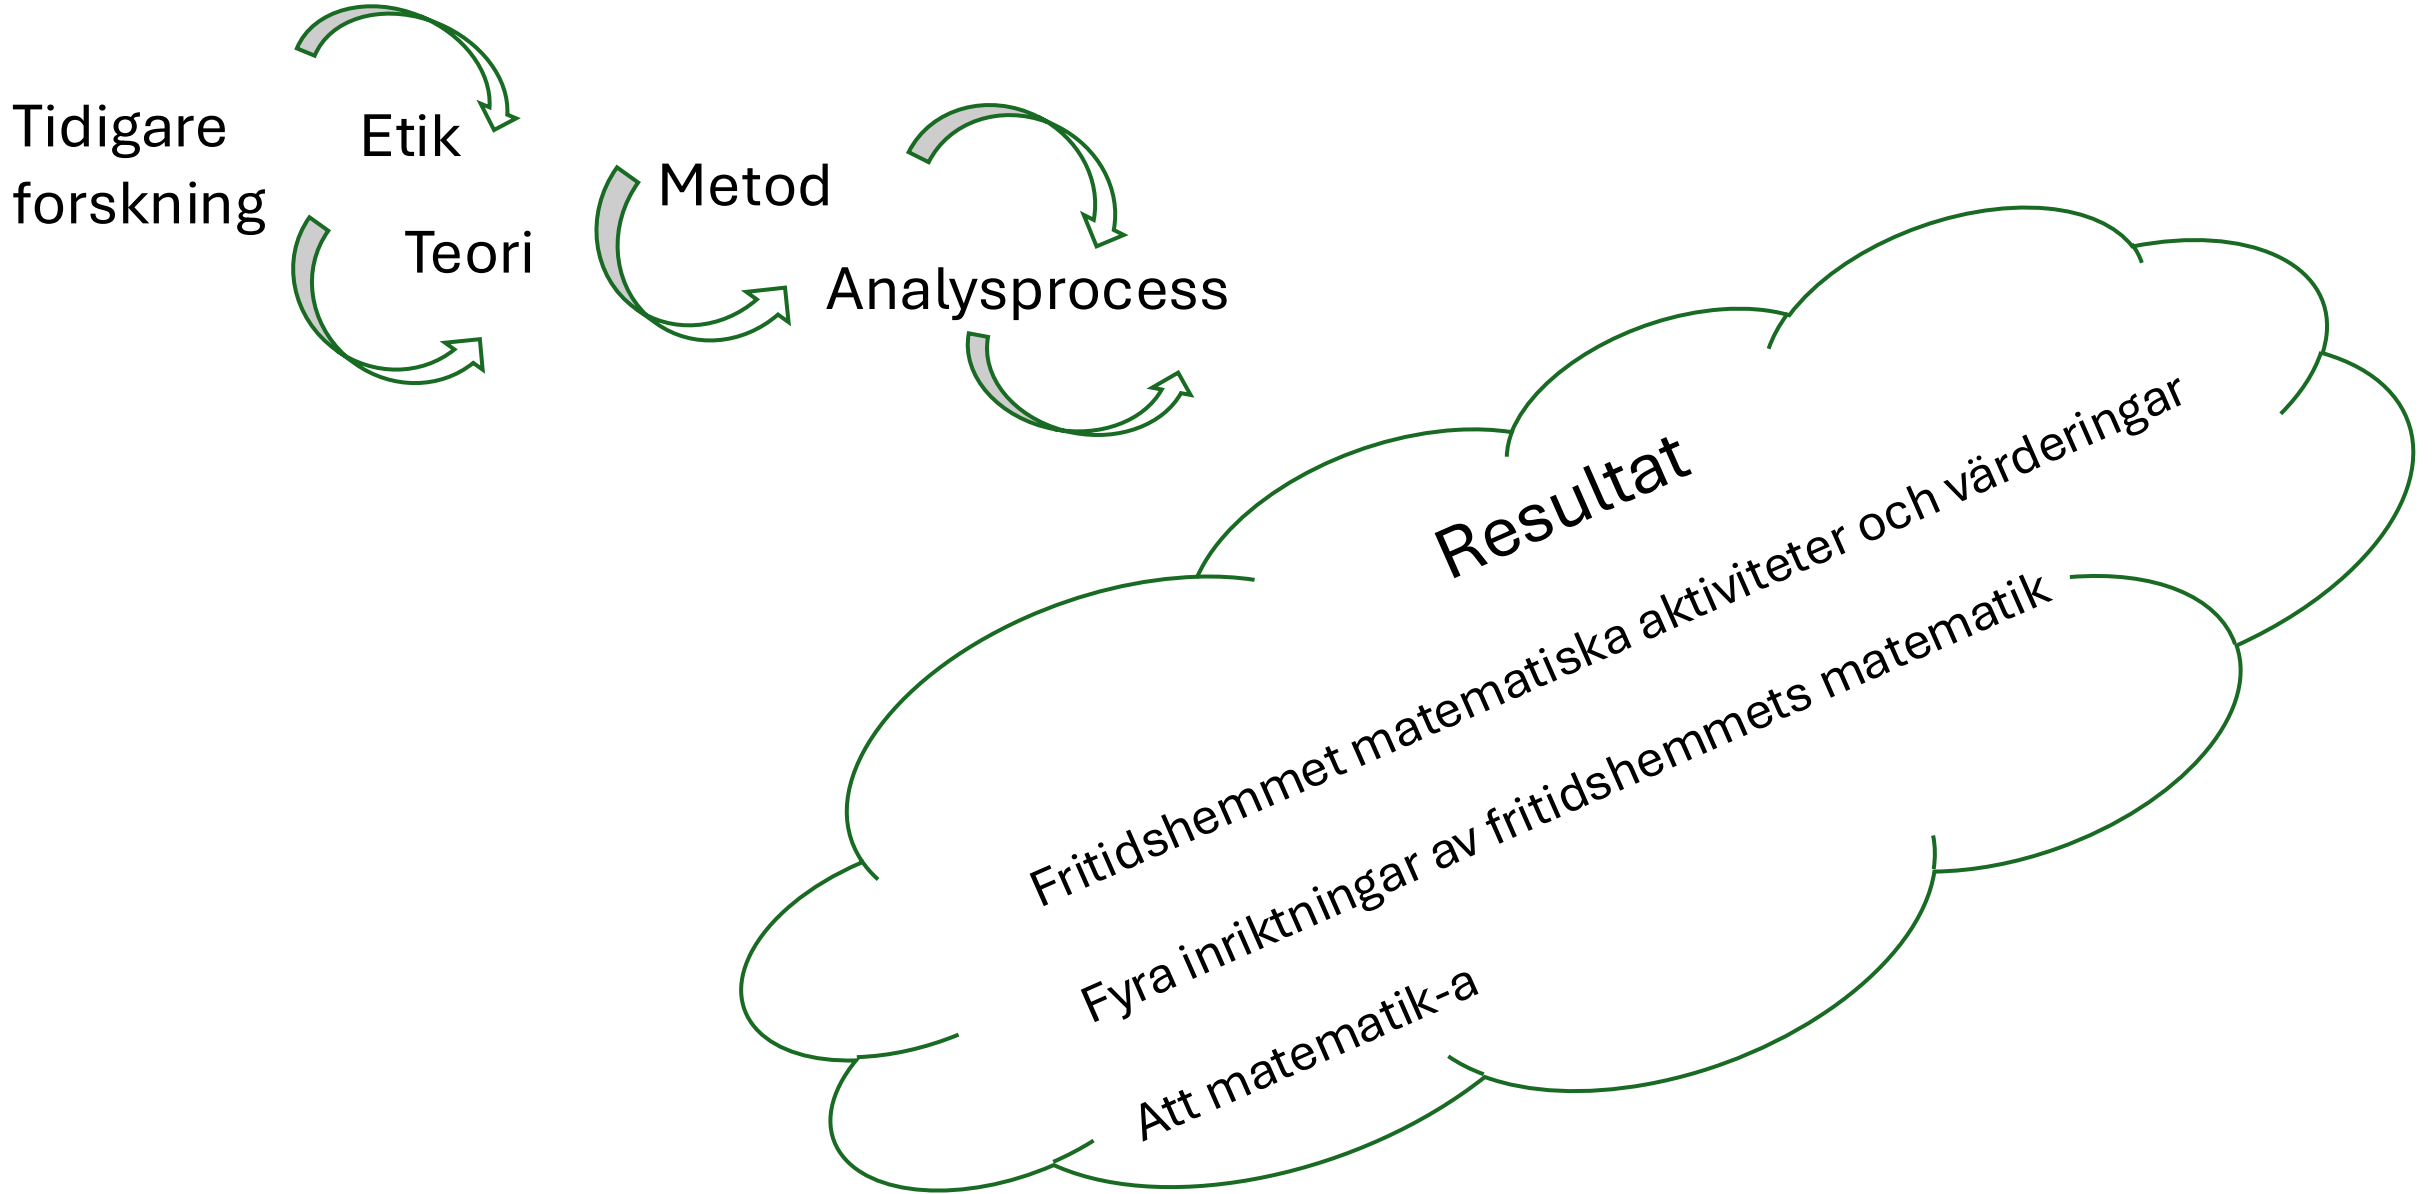 Tidigare
forskning
Etik
Teori
Metod
Analysprocess
Resultat
Fritidshemmet matematiska aktiviteter och värderingar
Fyra inriktningar av fritidshemmets matematik
Att matematik-a